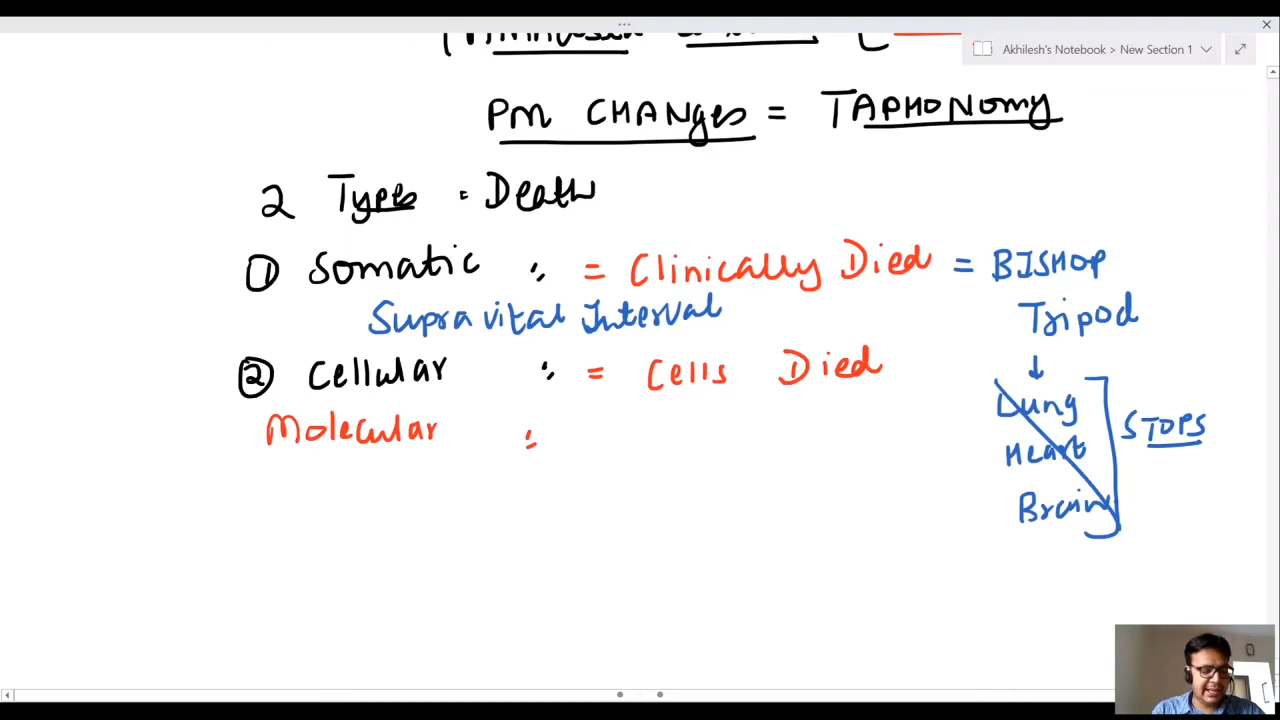 Akhilesh's Notebook > New Section 1
PM CHANges = TAPHONOMY
2 Types = Death
① Somatic : = Clinically Died = BISHOP
Supravital Interval
Tripod
② Cellular : = Cells Died
Molecular :
↓
Lung
Heart
Brain
STOPS